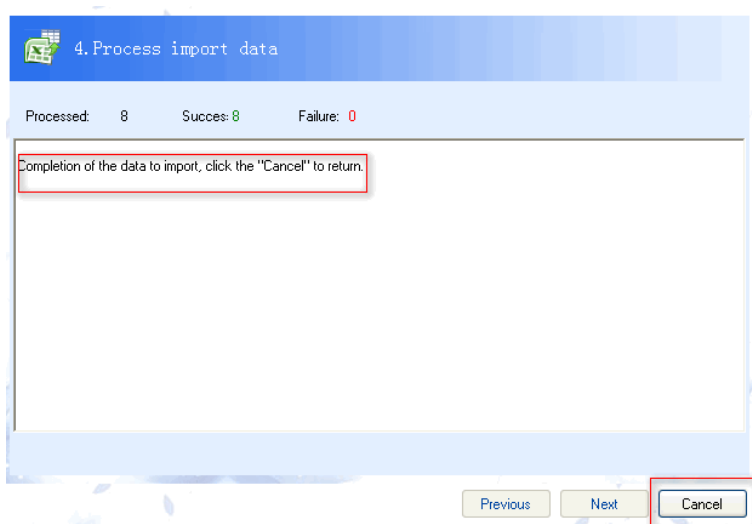 4.Process import data
Processed: 8 Succes: 8 Failure: 0
Completion of the data to import, click the "Cancel" to return.
Previous Next Cancel